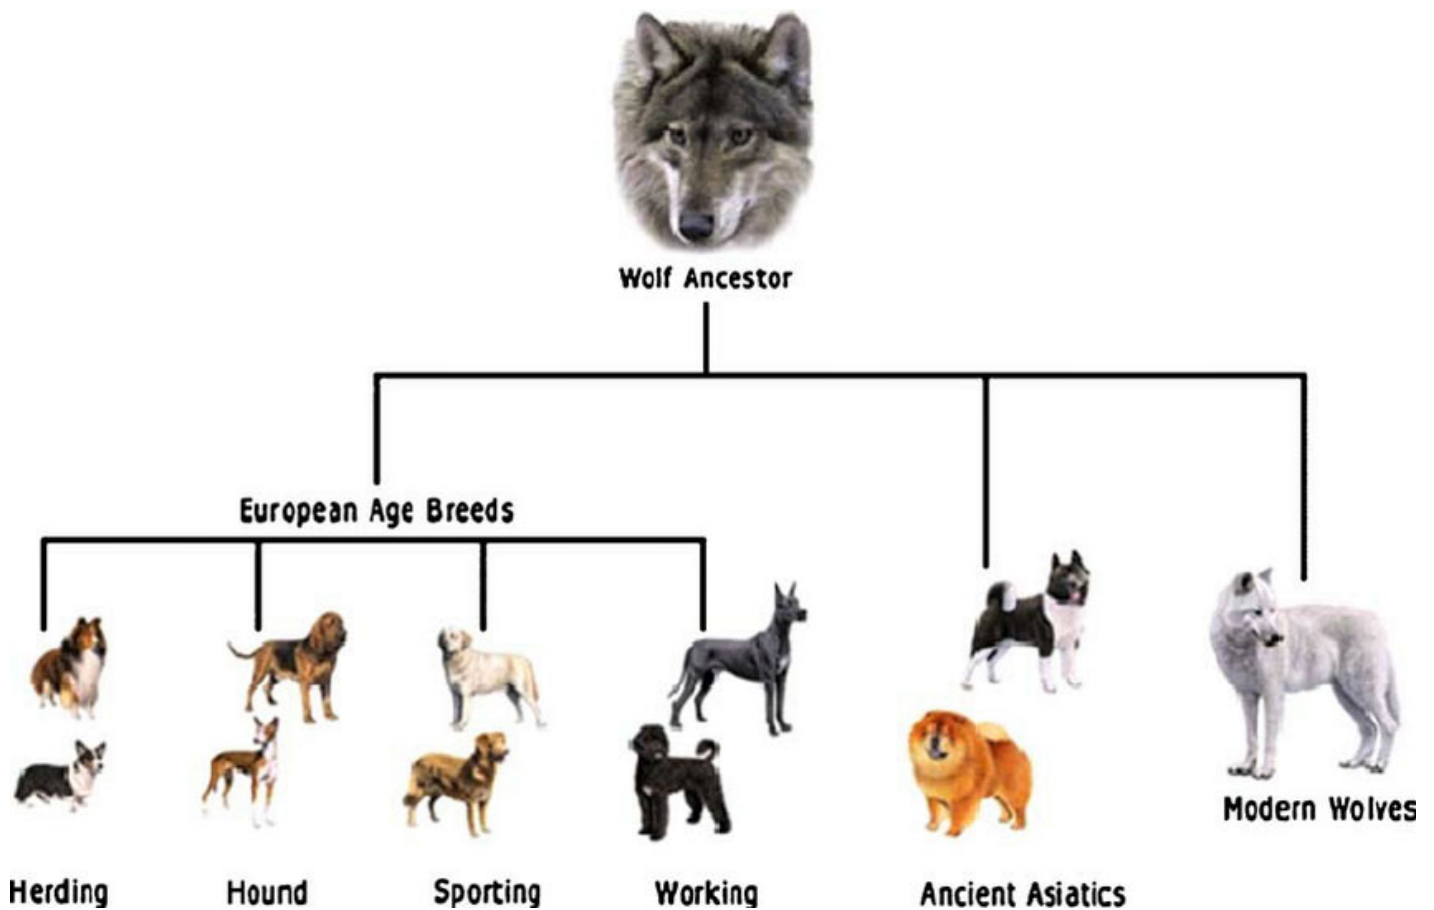 Wolf Ancestor
European Age Breeds
Modern Wolves
Herding
Hound
Sporting
Working
Ancient Asiatics